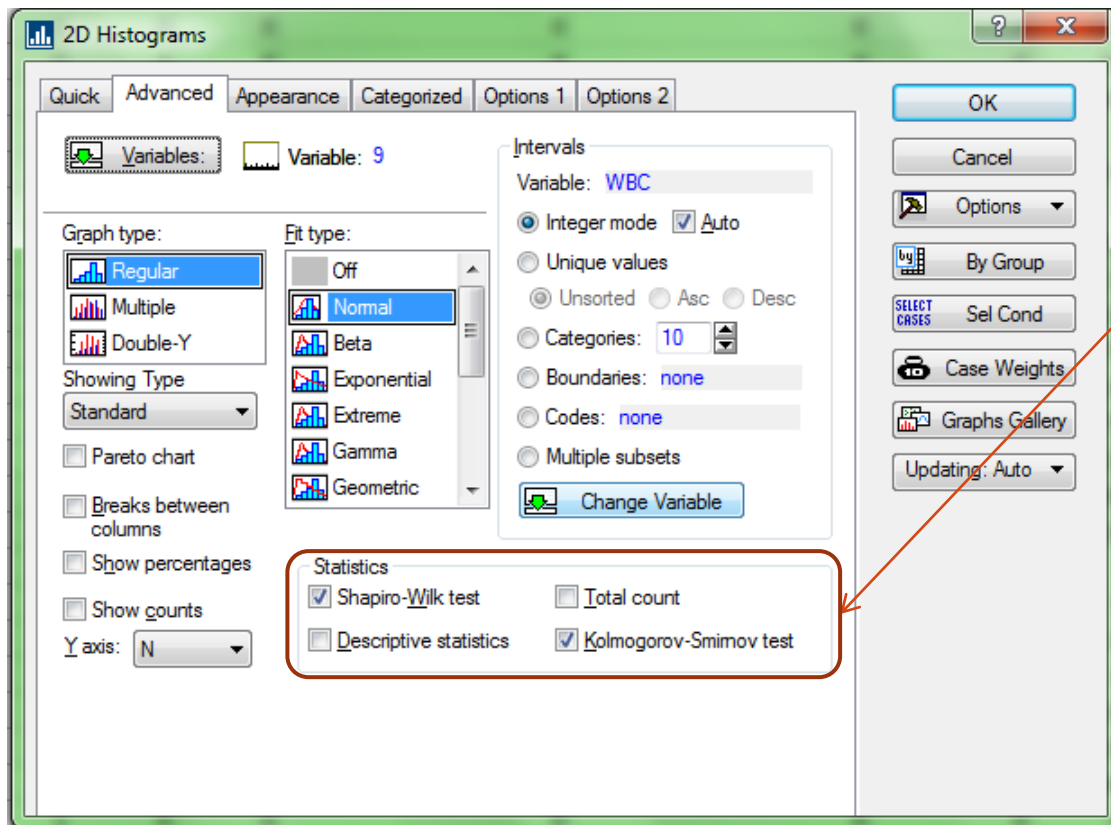 2D Histograms
Quick Advanced Appearance Categorized Options 1 Options 2
Variables: Variable: 9
Graph type:
Regular
Multiple
Double-Y
Showing Type
Standard
Pareto chart
Breaks between
columns
Show percentages
Show counts
Y axis: N
Fit type:
Off
Normal
Beta
Exponential
Extreme
Gamma
Geometric
Intervals
Variable: WBC
Integer mode Auto
Unique values
Unsorted Asc Desc
Categories: 10
Boundaries: none
Codes: none
Multiple subsets
Change Variable
Statistics
Shapiro-Wilk test Total count
Descriptive statistics Kolmogorov-Smirnov test
OK
Cancel
Options
by By Group
SELECT
CASES Sel Cond
Case Weights
Graphs Gallery
Updating: Auto